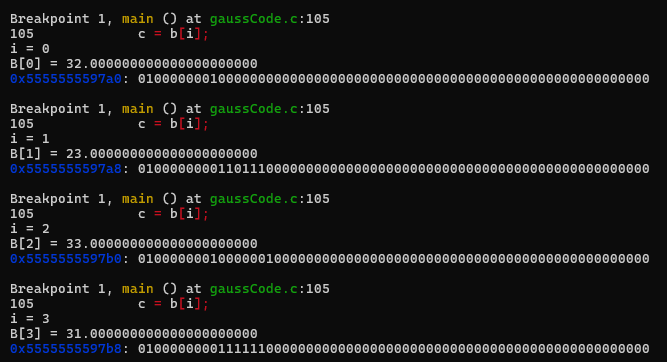 Breakpoint 1, main () at gaussCode.c:105
105             c = b[i];
i = 0
B[0] = 32.000000000000000000000
0x5555555597a0: 0100000001000000000000000000000000000000000000000000000000000000
Breakpoint 1, main () at gaussCode.c:105
105             c = b[i];
i = 1
B[1] = 23.000000000000000000000
0x5555555597a8: 0100000000110111000000000000000000000000000000000000000000000000
Breakpoint 1, main () at gaussCode.c:105
105             c = b[i];
i = 2
B[2] = 33.000000000000000000000
0x5555555597b0: 0100000001000000100000000000000000000000000000000000000000000000
Breakpoint 1, main () at gaussCode.c:105
105             c = b[i];
i = 3
B[3] = 31.000000000000000000000
0x5555555597b8: 0100000000111111000000000000000000000000000000000000000000000000